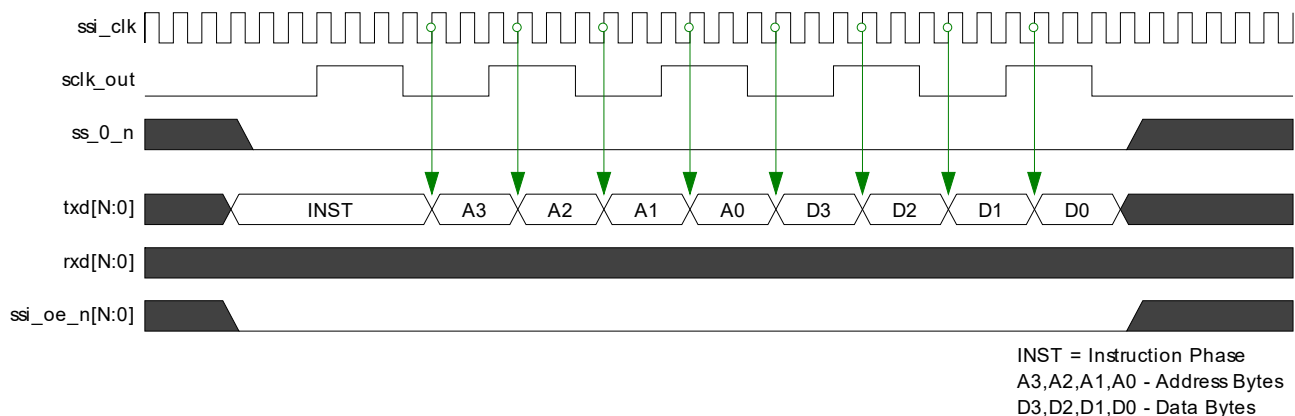 ssi_clk
sclk_out
ss_0_n
txd[N:0] INST A3 A2 A1 A0 D3 D2 D1 D0
rxd[N:0]
ssi_oe_n[N:0]
INST = Instruction Phase
A3,A2,A1,A0 - Address Bytes
D3,D2,D1,D0 - Data Bytes